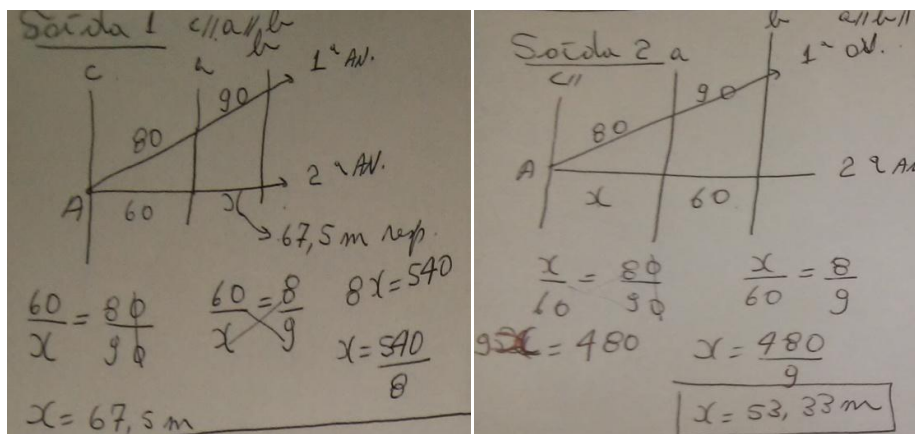 Soída 1 c//a//b
c a b 1ª AV.
80 90
A 60 x 2ª AV.
67,5 m resp.
60/x = 80/90 60/x = 8/9 8x = 540
x = 540/8
x = 67,5 m
Soída 2 a//b//
c// a b 1ª AV.
80 90
A x 60 2ª AV
x/60 = 80/90 x/60 = 8/9
9x = 480 x = 480/9
x = 53,33 m